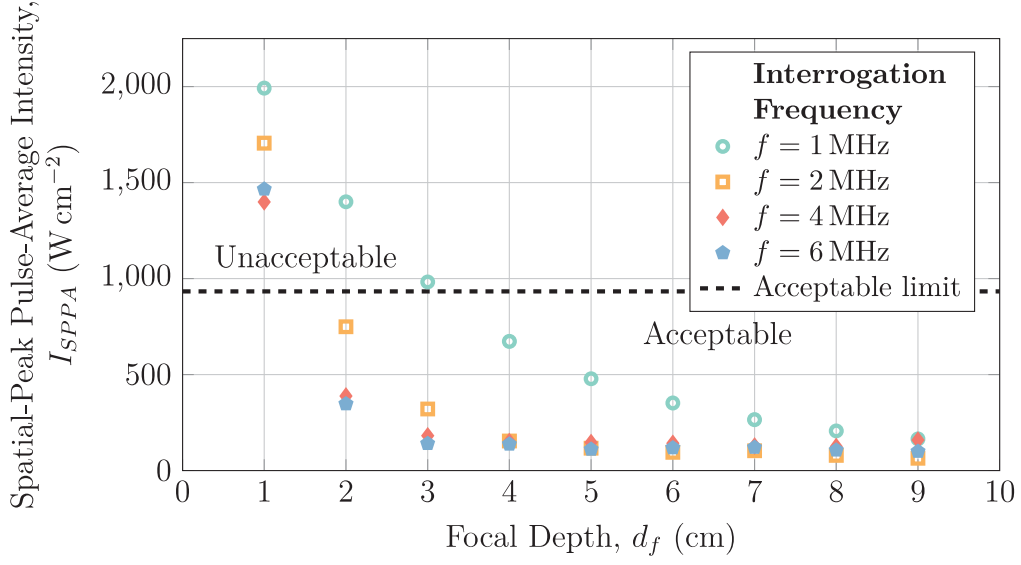 Spatial-Peak Pulse-Average Intensity,
I_{SPPA} (W cm^{−2})
2,000
1,500
1,000
500
0
Unacceptable
Acceptable
Interrogation
Frequency
f = 1 MHz
f = 2 MHz
f = 4 MHz
f = 6 MHz
Acceptable limit
0 1 2 3 4 5 6 7 8 9 10
Focal Depth, d_f (cm)